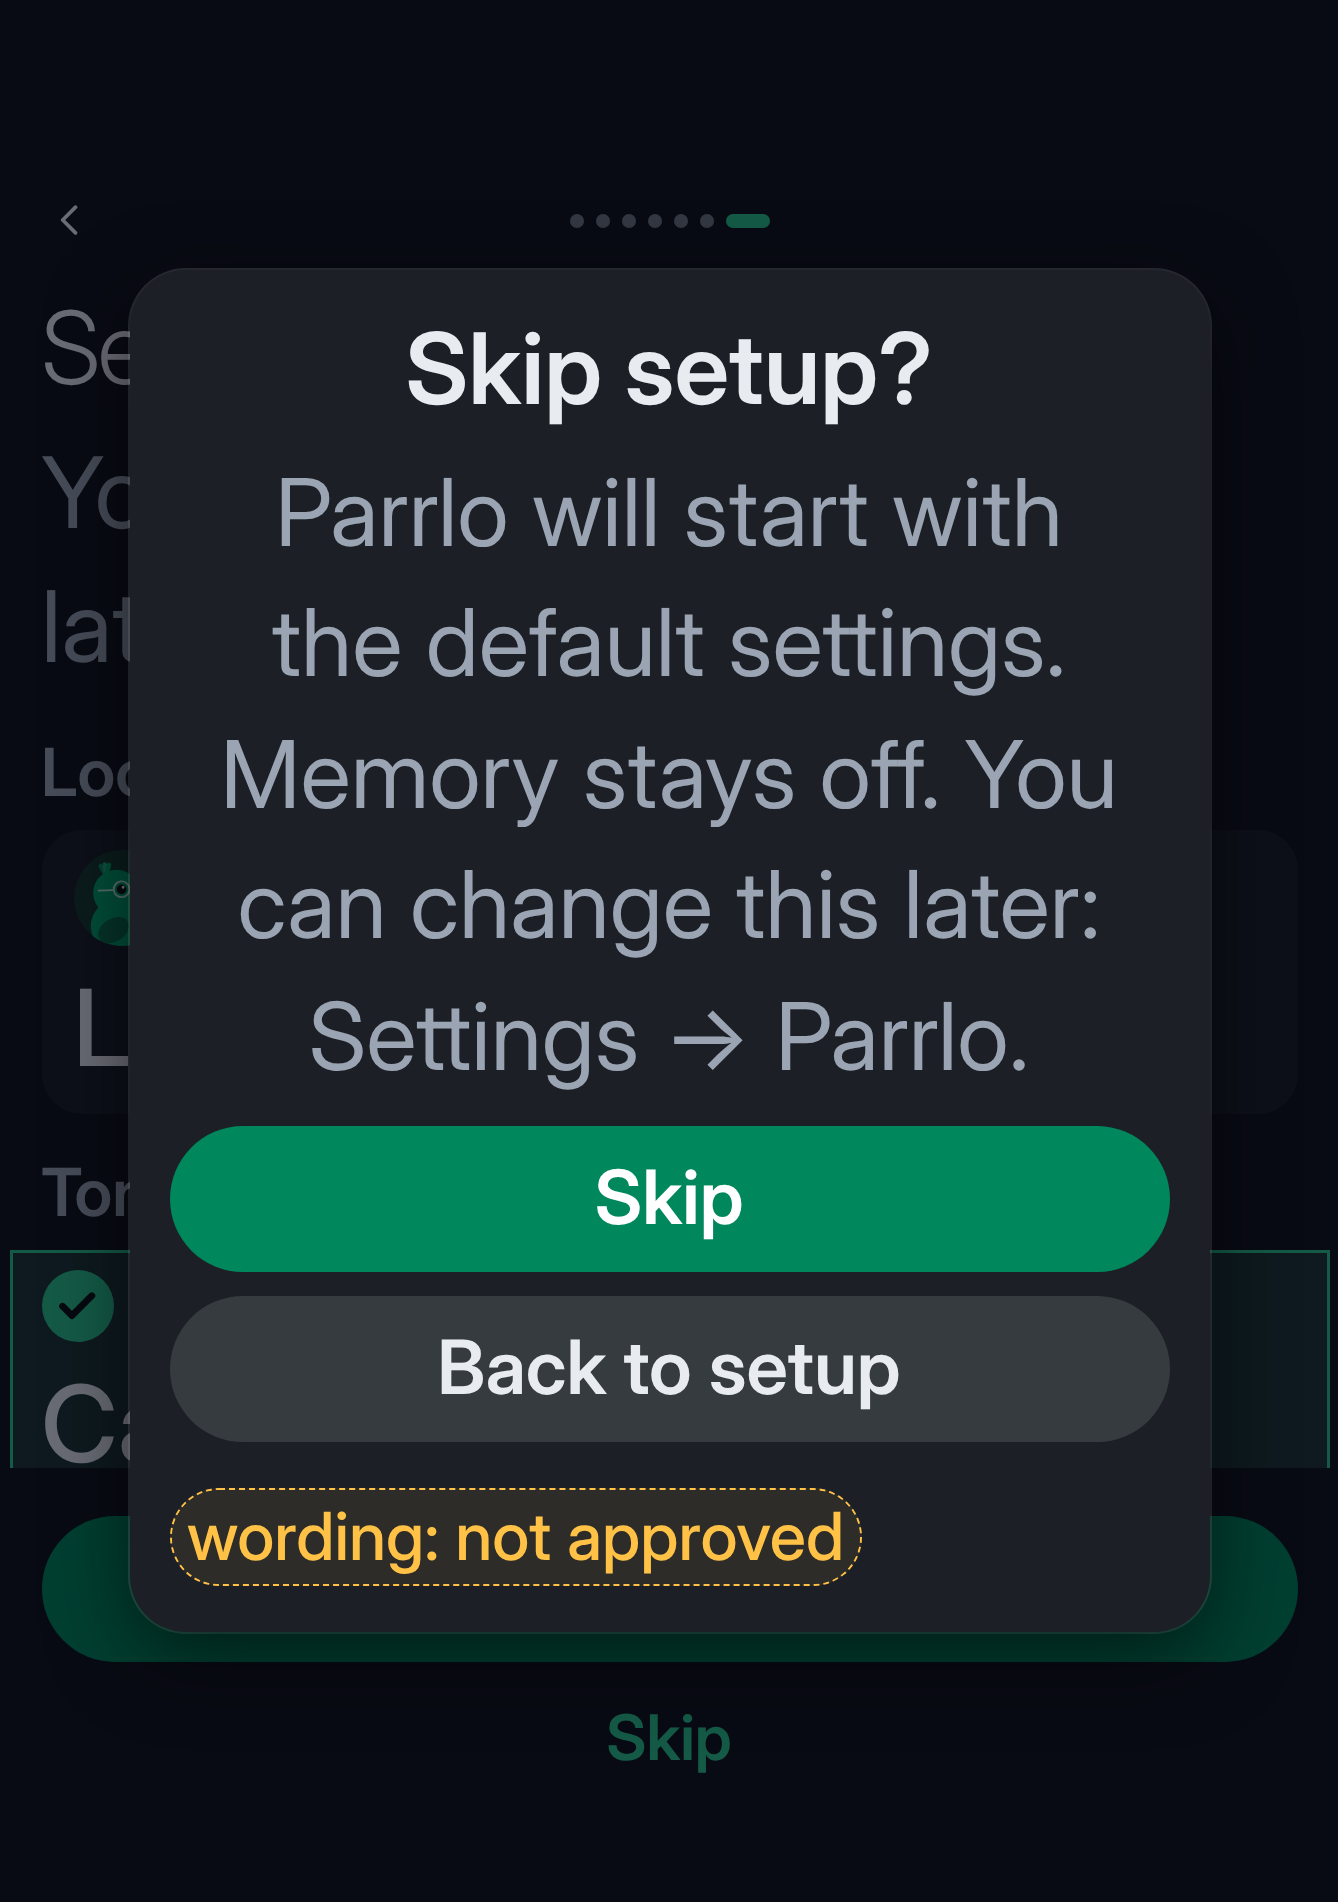 Skip setup?
Parrlo will start with
the default settings.
Memory stays off. You
can change this later:
Settings → Parrlo.
Skip
Back to setup
wording: not approved
Skip